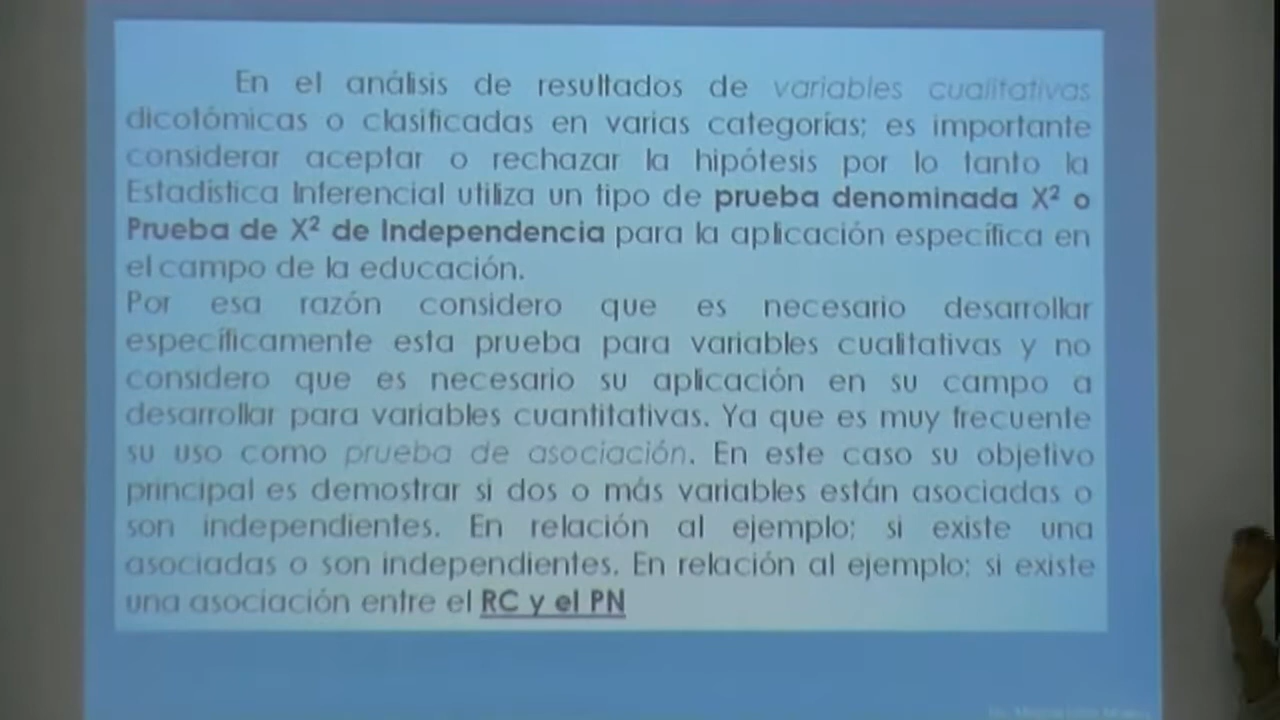 En el análisis de resultados de variables cualitativas
dicotómicas o clasificadas en varias categorías; es importante
considerar aceptar o rechazar la hipótesis por lo tanto la
Estadística Inferencial utiliza un tipo de prueba denominada X² o
Prueba de X² de Independencia para la aplicación específica en
el campo de la educación.
Por esa razón considero que es necesario desarrollar
específicamente esta prueba para variables cualitativas y no
considero que es necesario su aplicación en su campo a
desarrollar para variables cuantitativas. Ya que es muy frecuente
su uso como prueba de asociación. En este caso su objetivo
principal es demostrar si dos o más variables están asociadas o
son independientes. En relación al ejemplo; si existe una
asociadas o son independientes. En relación al ejemplo; si existe
una asociación entre el RC y el PN